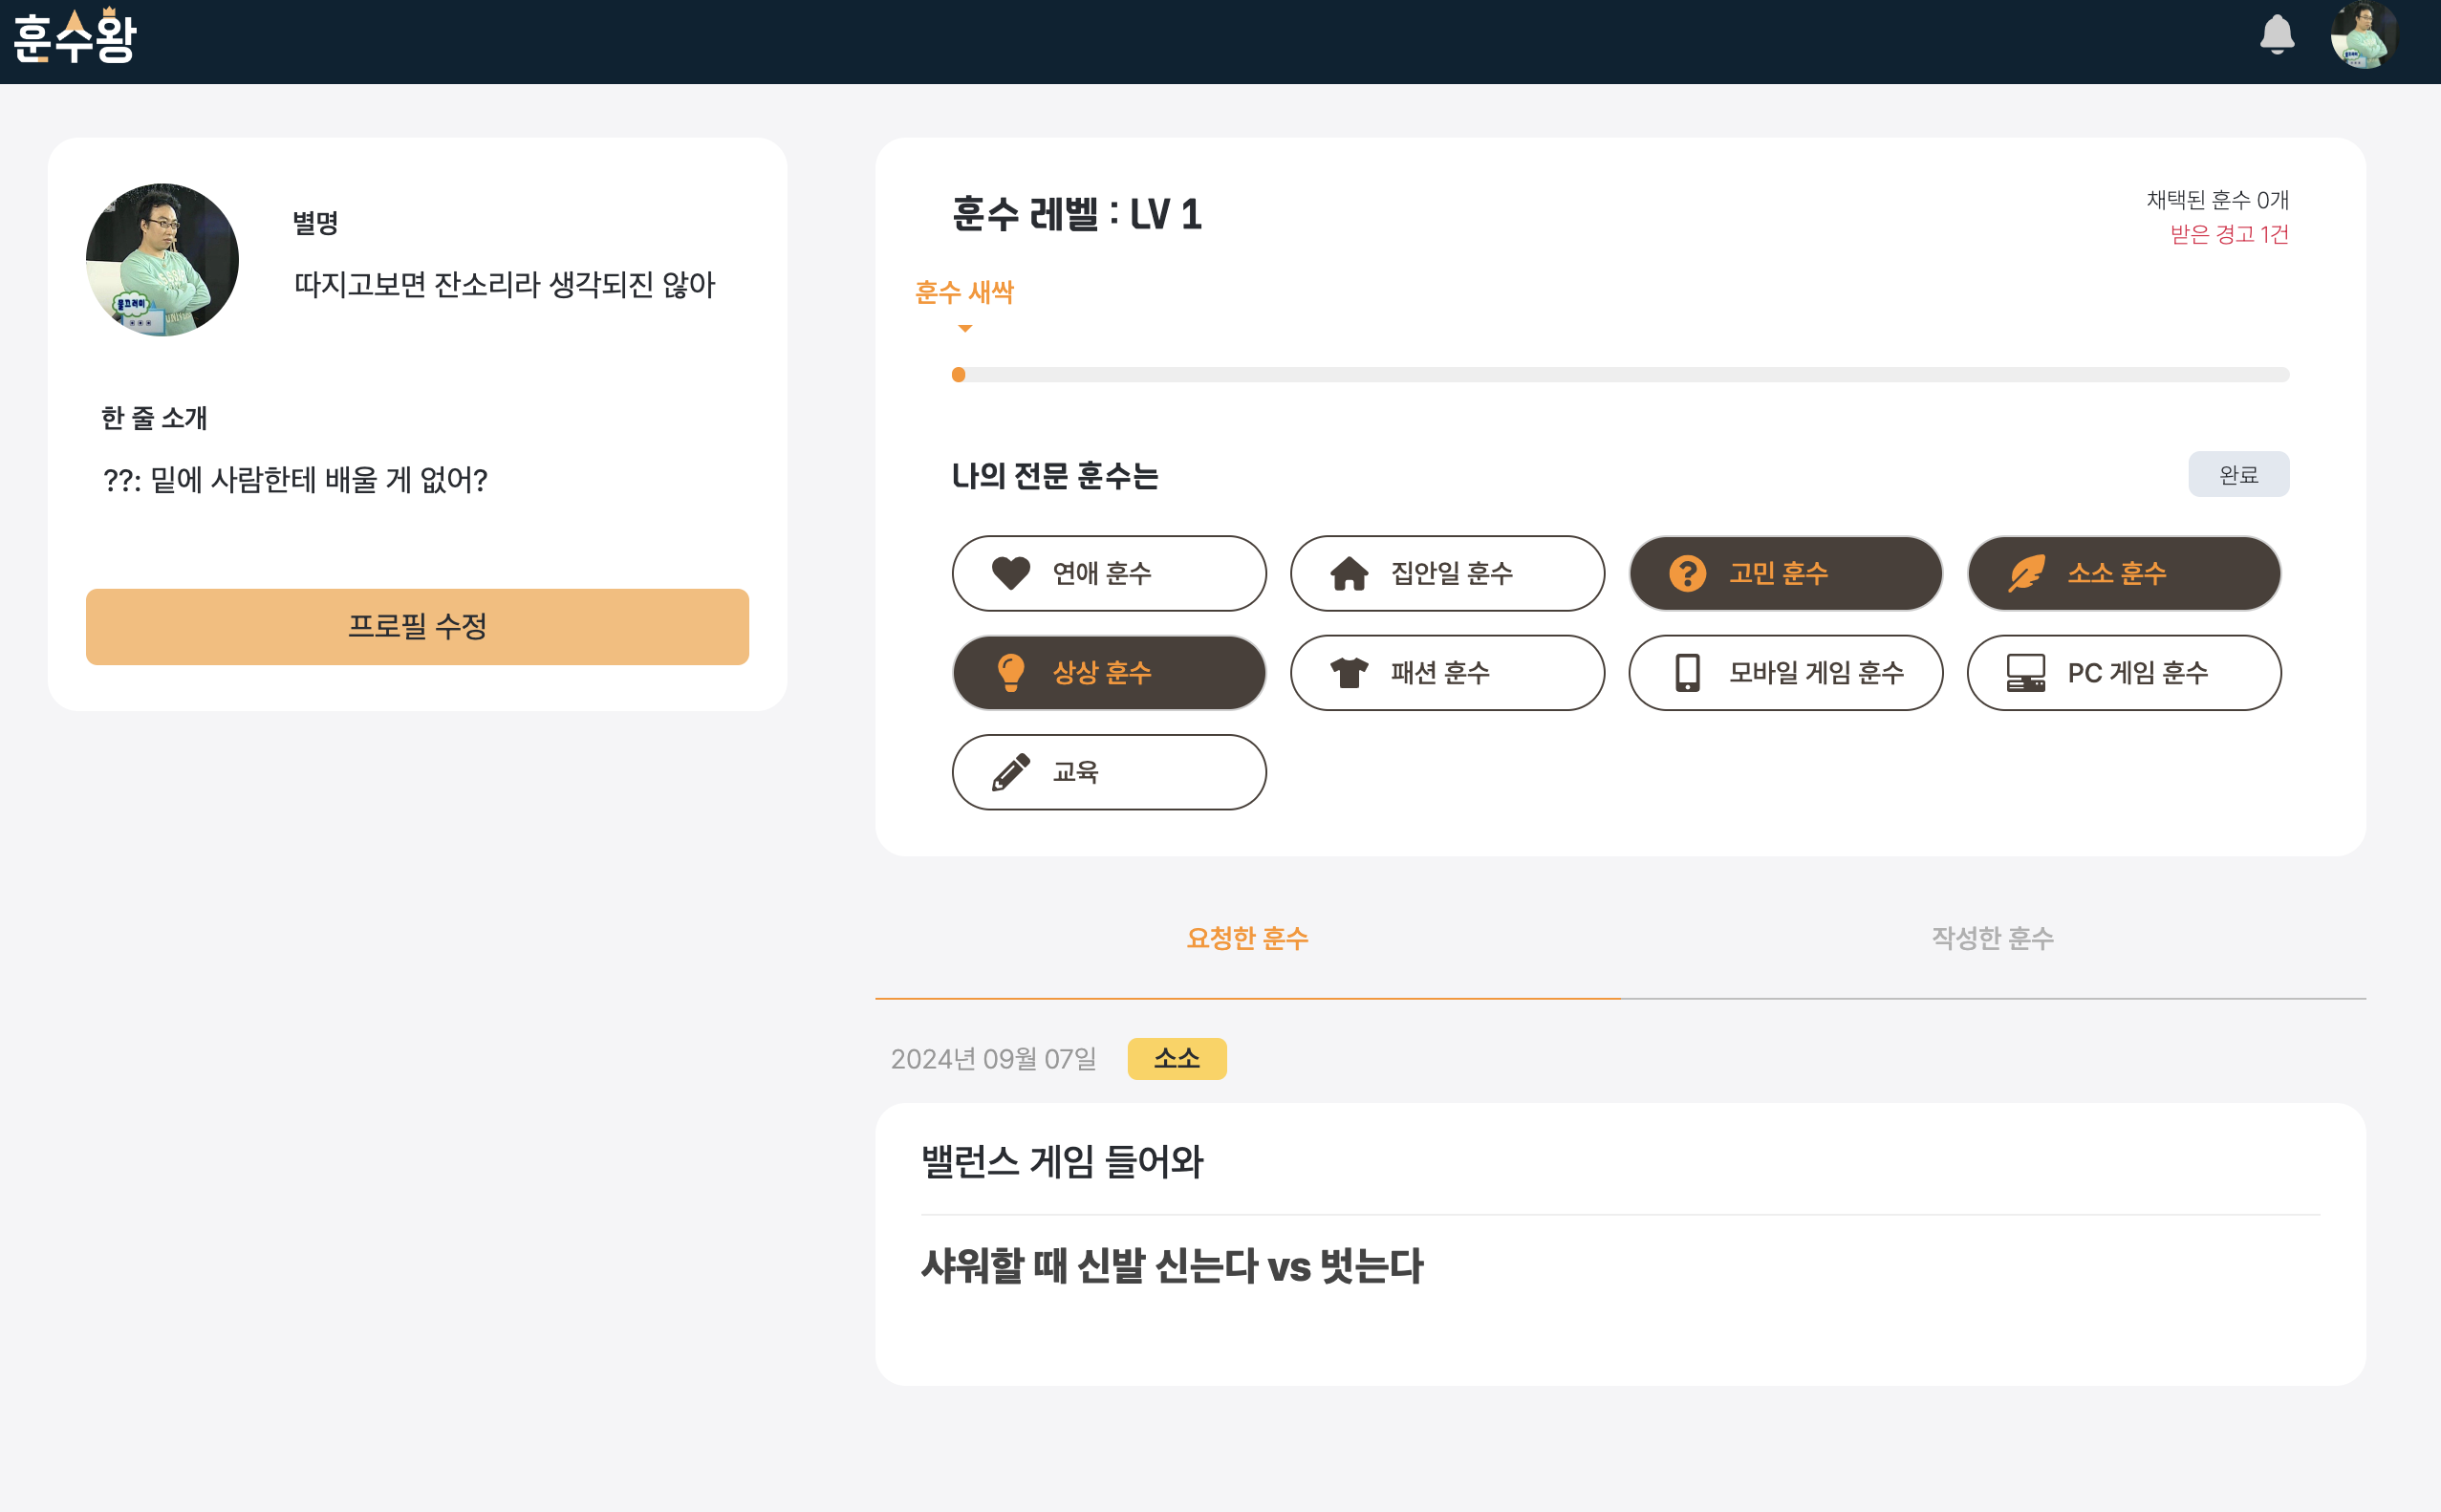 훈수왕
별명
따지고보면 잔소리라 생각되진 않아
물꼬러미
한 줄 소개
??: 밑에 사람한테 배울 게 없어?
프로필 수정
훈수 레벨 : LV 1
채택된 훈수 0개
받은 경고 1건
훈수 새싹
나의 전문 훈수는
완료
연애 훈수
집안일 훈수
고민 훈수
소소 훈수
상상 훈수
패션 훈수
모바일 게임 훈수
PC 게임 훈수
교육
요청한 훈수
작성한 훈수
2024년 09월 07일
소소
밸런스 게임 들어와
샤워할 때 신발 신는다 vs 벗는다